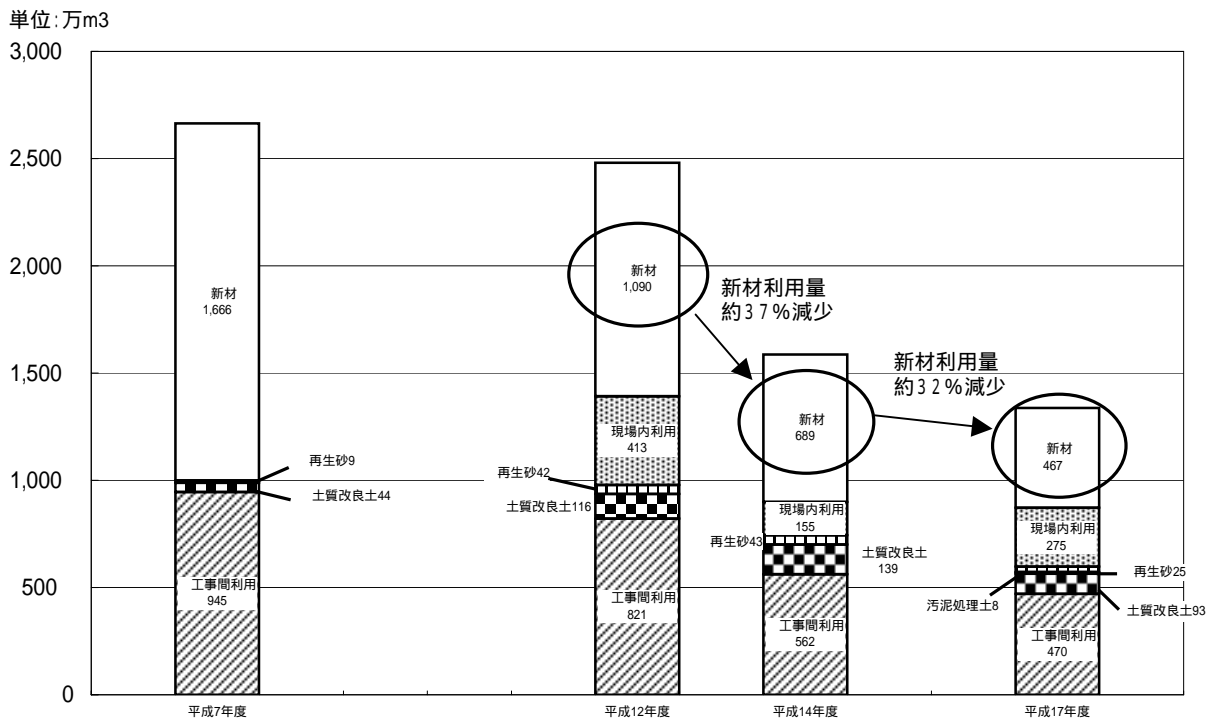 単位:万m3
3,000
2,500
2,000
1,500
1,000
500
0
新材
1,666
再生砂9
土質改良土44
工事間利用
945
平成7年度
新材
1,090
現場内利用
413
再生砂42
土質改良土116
工事間利用
821
平成12年度
新材利用量
約37%減少
新材
689
現場内利用
155
再生砂43
土質改良土
139
工事間利用
562
平成14年度
新材利用量
約32%減少
新材
467
現場内利用
275
再生砂25
汚泥処理土8
土質改良土93
工事間利用
470
平成17年度